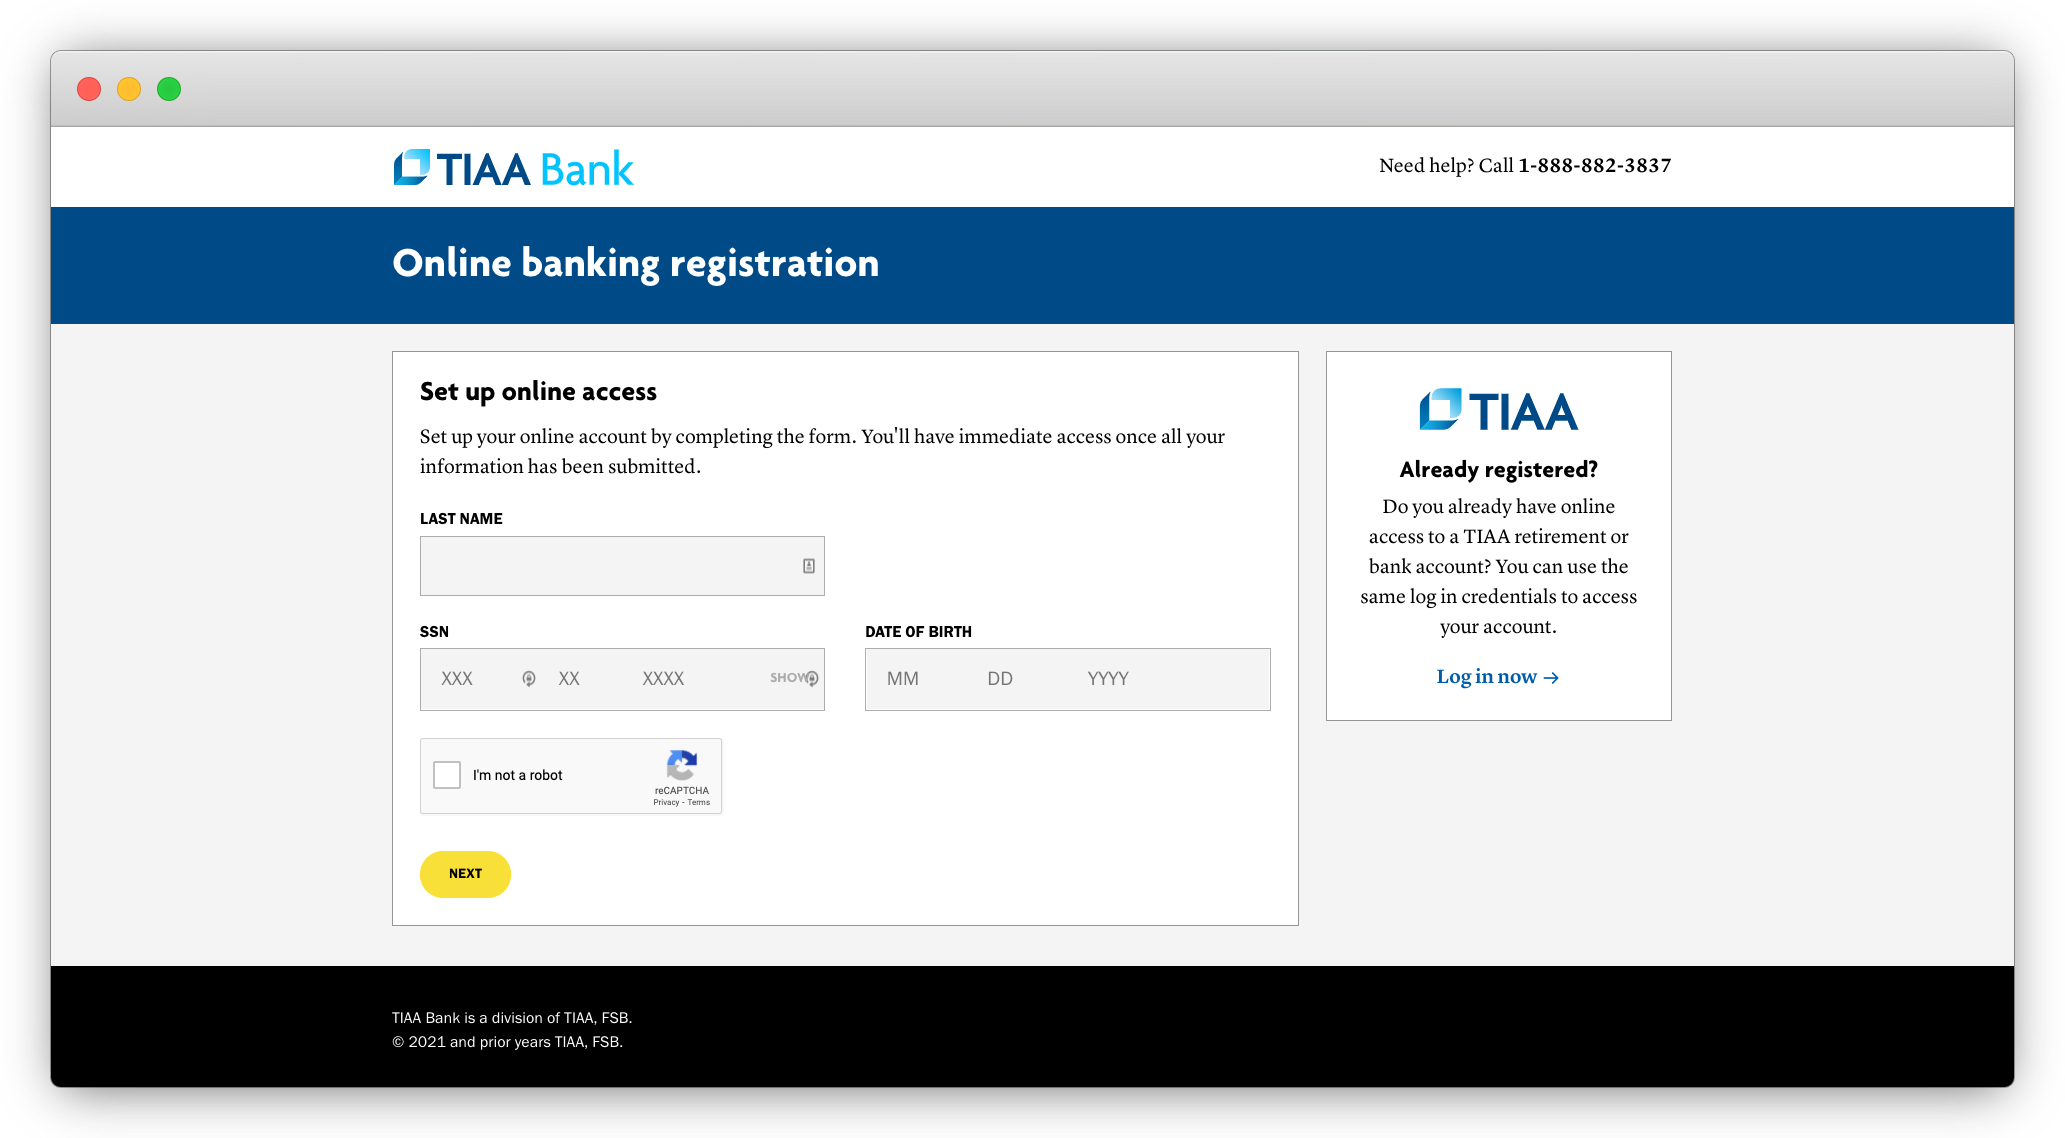 TIAA Bank
Need help? Call 1-888-882-3837
Online banking registration
Set up online access
Set up your online account by completing the form. You'll have immediate access once all your
information has been submitted.
LAST NAME
SSN
XXX XX XXXX SHOW
DATE OF BIRTH
MM DD YYYY
I'm not a robot
reCAPTCHA
Privacy - Terms
NEXT
TIAA
Already registered?
Do you already have online
access to a TIAA retirement or
bank account? You can use the
same log in credentials to access
your account.
Log in now →
TIAA Bank is a division of TIAA, FSB.
© 2021 and prior years TIAA, FSB.